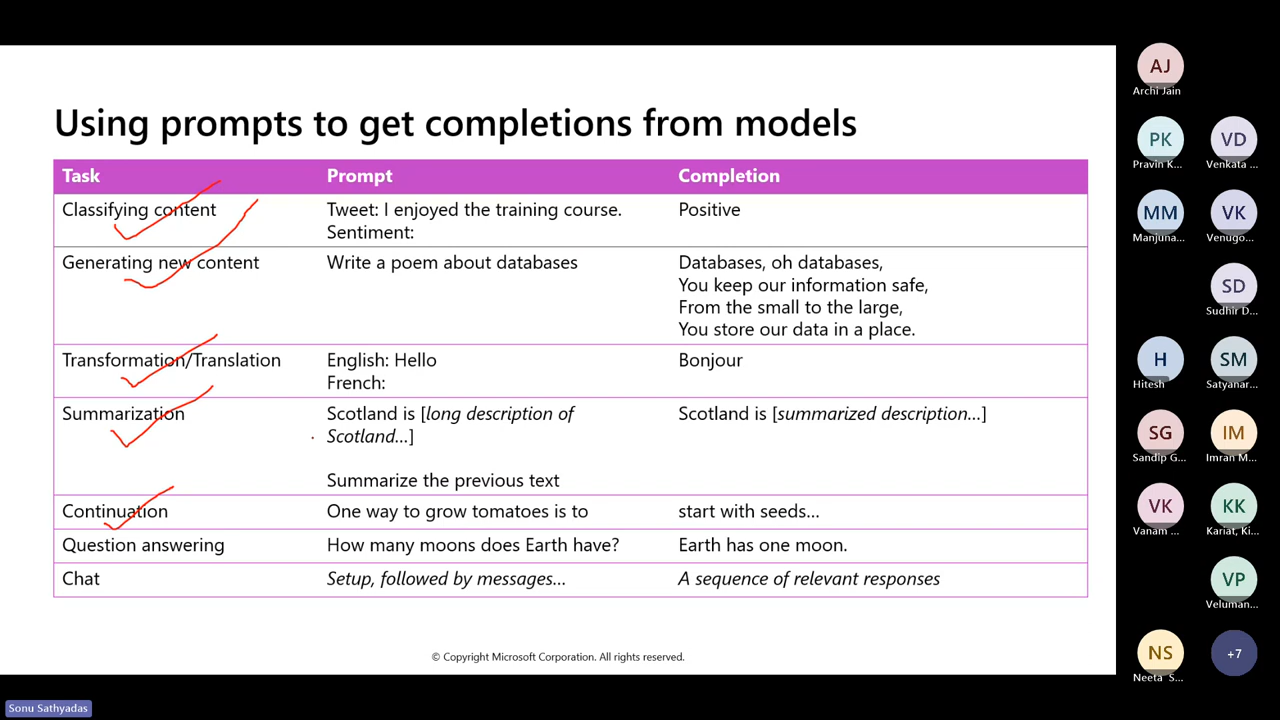 Using prompts to get completions from models
Task Prompt Completion
Classifying content Tweet: I enjoyed the training course. Positive
Sentiment:
Generating new content Write a poem about databases Databases, oh databases,
You keep our information safe,
From the small to the large,
You store our data in a place.
Transformation/Translation English: Hello Bonjour
French:
Summarization Scotland is [long description of Scotland is [summarized description...]
Scotland...]
Summarize the previous text
Continuation One way to grow tomatoes is to start with seeds...
Question answering How many moons does Earth have? Earth has one moon.
Chat Setup, followed by messages... A sequence of relevant responses
© Copyright Microsoft Corporation. All rights reserved.
Sonu Sathyadas
AJ
Archi Jain
PK VD
Pravin K... Venkata ...
MM VK
Manjuna... Venugo...
SD
Sudhir D...
H SM
Hitesh Satyanar...
SG IM
Sandip G... Imran M...
VK KK
Vanam ... Kariat, Ki...
VP
Veluman...
NS +7
Neeta S...